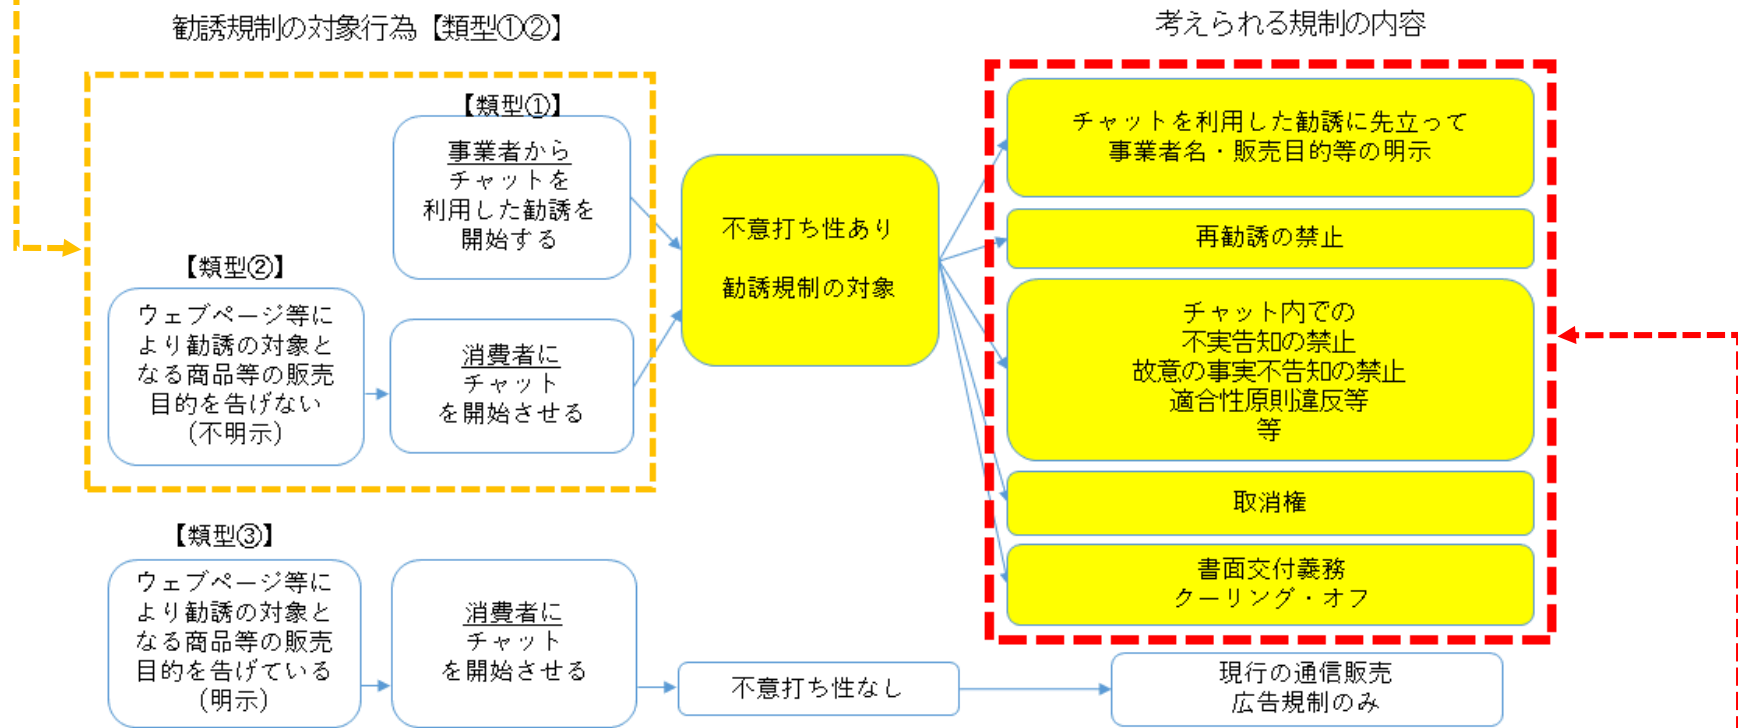 勧誘規制の対象行為【類型①②】
考えられる規制の内容
【類型①】
事業者から
チャットを
利用した勧誘を
開始する
【類型②】
ウェブページ等に
より勧誘の対象と
なる商品等の販売
目的を告げない
(不明示)
消費者に
チャット
を開始させる
不意打ち性あり
勧誘規制の対象
チャットを利用した勧誘に先立って
事業者名・販売目的等の明示
再勧誘の禁止
チャット内での
不実告知の禁止
故意の事実不告知の禁止
適合性原則違反等
等
取消権
書面交付義務
クーリング・オフ
【類型③】
ウェブページ等に
より勧誘の対象と
なる商品等の販売
目的を告げている
(明示)
消費者に
チャット
を開始させる
不意打ち性なし
現行の通信販売
広告規制のみ